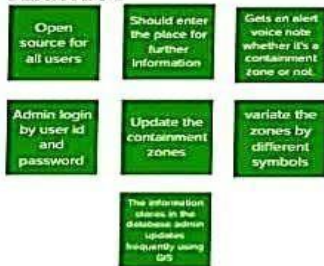 Open
source for
all users
Should enter
the place for
further
information
Gets an alert
voice note
whether it's a
containment
zone or not.
Admin login
by user id
and
password
Update the
containment
zones
variate the
zones by
different
symbols
The information
stores in the
database admin
updates
frequently using
GIS